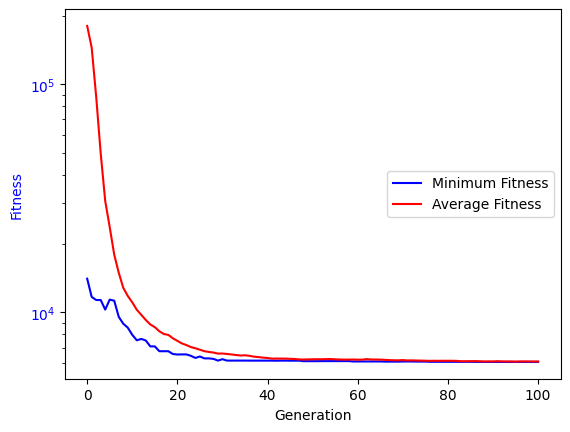 10^5
10^4
Fitness
Minimum Fitness
Average Fitness
0 20 40 60 80 100
Generation